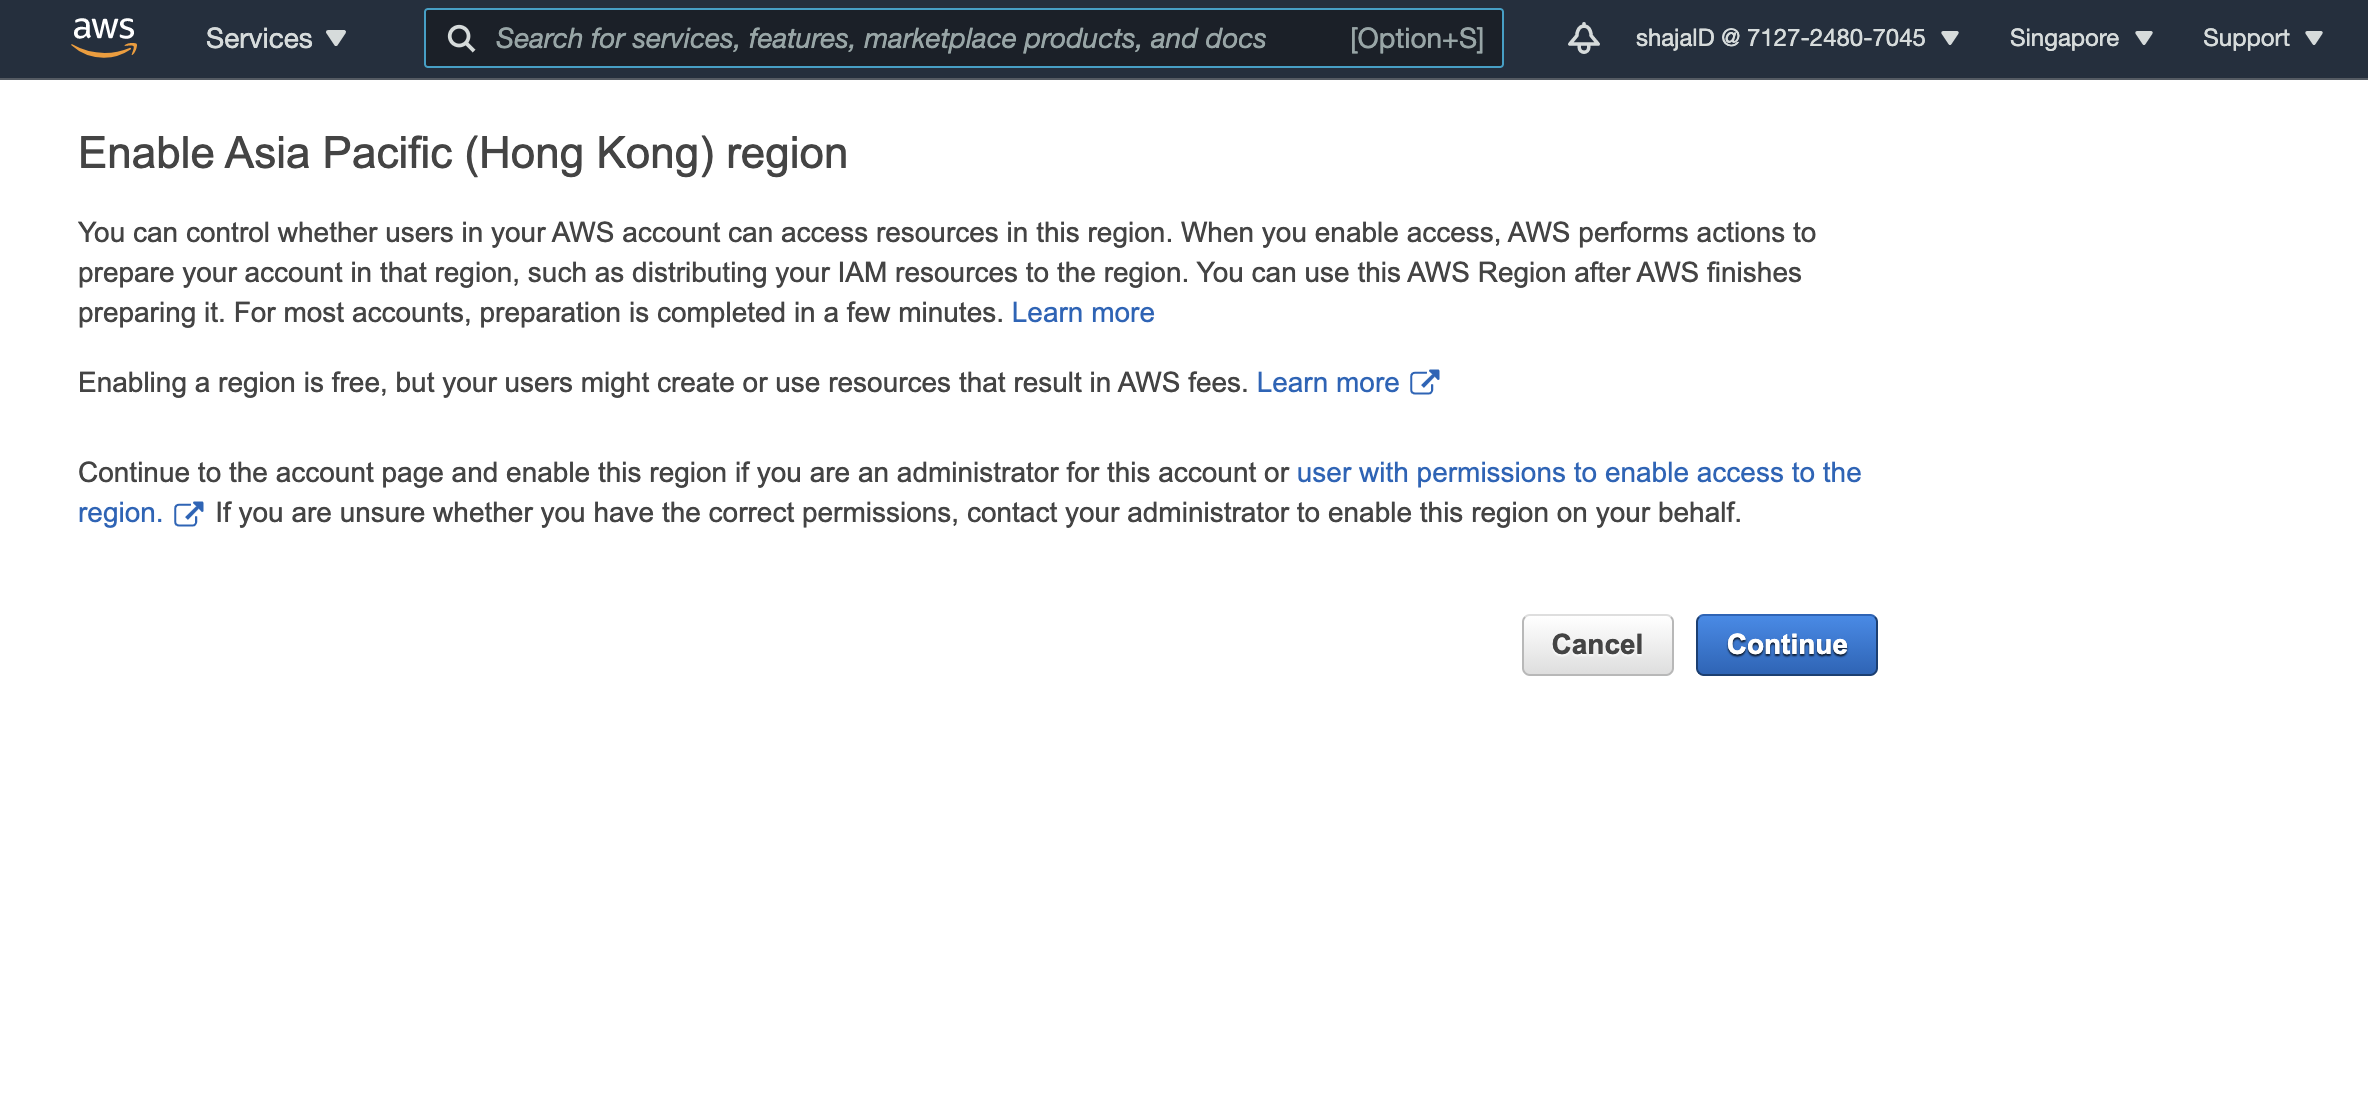 aws
Services
Search for services, features, marketplace products, and docs
[Option+S]
shajalD @ 7127-2480-7045
Singapore
Support
Enable Asia Pacific (Hong Kong) region
You can control whether users in your AWS account can access resources in this region. When you enable access, AWS performs actions to
prepare your account in that region, such as distributing your IAM resources to the region. You can use this AWS Region after AWS finishes
preparing it. For most accounts, preparation is completed in a few minutes. Learn more
Enabling a region is free, but your users might create or use resources that result in AWS fees. Learn more
Continue to the account page and enable this region if you are an administrator for this account or user with permissions to enable access to the
region. If you are unsure whether you have the correct permissions, contact your administrator to enable this region on your behalf.
Cancel
Continue